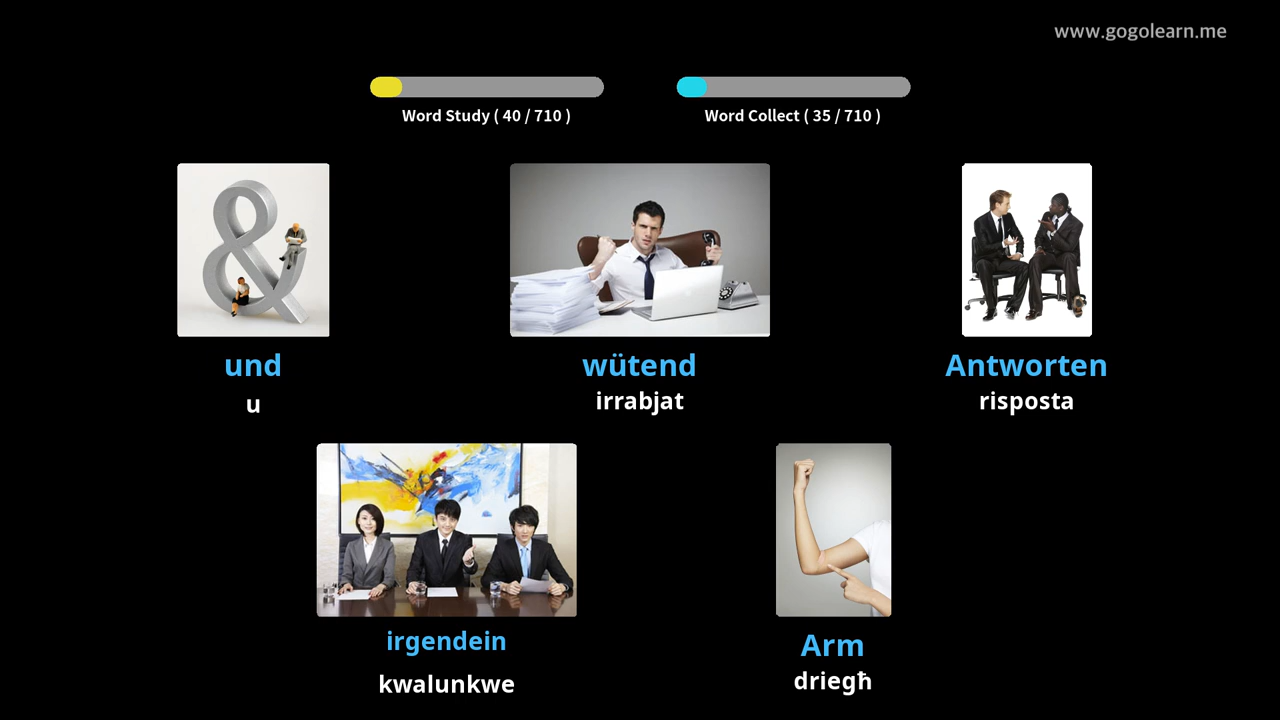 www.gogolearn.me
Word Study ( 40 / 710 )
Word Collect ( 35 / 710 )
&
und
u
wütend
irrabjat
Antworten
risposta
irgendein
kwalunkwe
Arm
driegħ